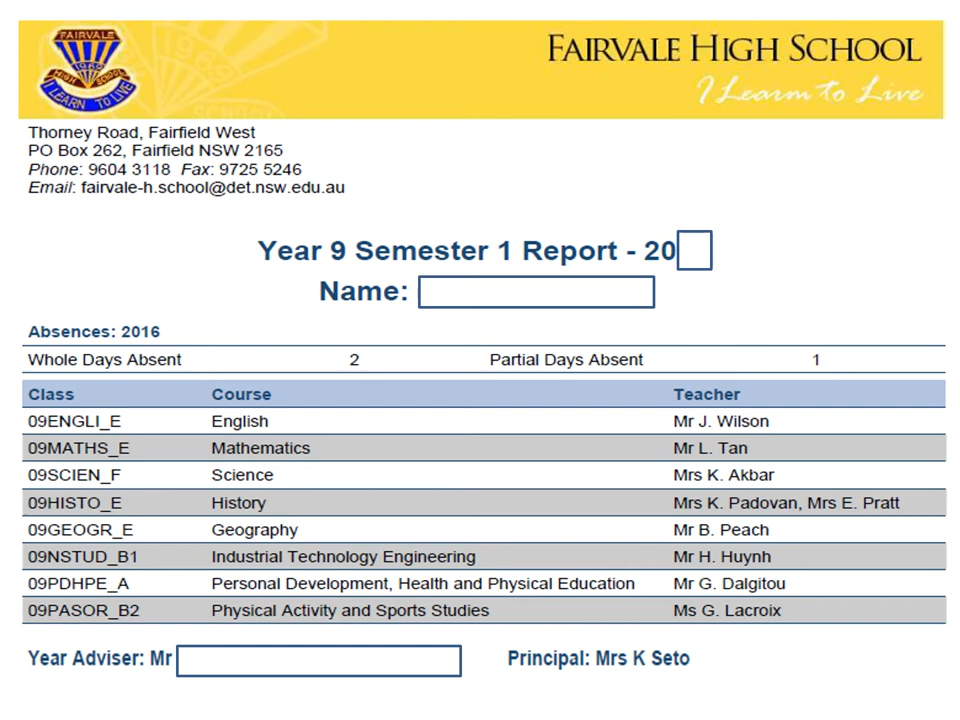 FAIRVALE
1969
HIGH SCHOOL
I LEARN TO LIVE
FAIRVALE HIGH SCHOOL
I Learn to Live
Thorney Road, Fairfield West
PO Box 262, Fairfield NSW 2165
Phone: 9604 3118 Fax: 9725 5246
Email: fairvale-h.school@det.nsw.edu.au
Year 9 Semester 1 Report - 20
Name:
Absences: 2016
Whole Days Absent 2 Partial Days Absent 1
Class Course Teacher
09ENGLI_E English Mr J. Wilson
09MATHS_E Mathematics Mr L. Tan
09SCIEN_F Science Mrs K. Akbar
09HISTO_E History Mrs K. Padovan, Mrs E. Pratt
09GEOGR_E Geography Mr B. Peach
09NSTUD_B1 Industrial Technology Engineering Mr H. Huynh
09PDHPE_A Personal Development, Health and Physical Education Mr G. Dalgitou
09PASOR_B2 Physical Activity and Sports Studies Ms G. Lacroix
Year Adviser: Mr Principal: Mrs K Seto